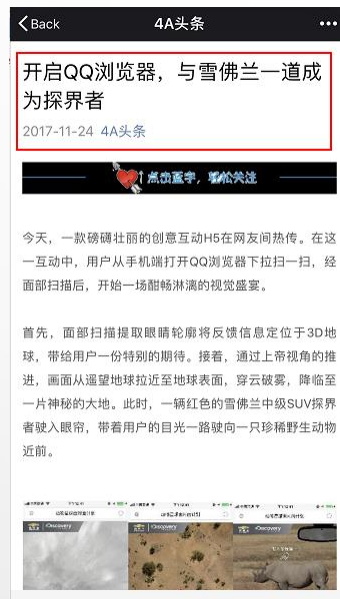 Back
4A头条
开启QQ浏览器，与雪佛兰一道成
为探界者
2017-11-24 4A头条
点击蓝字，轻松关注
今天，一款磅礴壮丽的创意互动H5在网友间热传。在这
一互动中，用户从手机端打开QQ浏览器下拉扫一扫，经
面部扫描后，开始一场酣畅淋漓的视觉盛宴。
首先，面部扫描提取眼睛轮廓将反馈信息定位于3D地
球，带给用户一份特别的期待。接着，通过上帝视角的推
进，画面从遥望地球拉近至地球表面，穿云破雾，降临至
一片神秘的大地。此时，一辆红色的雪佛兰中级SUV探界
者驶入眼帘，带着用户的目光一路驶向一只珍稀野生动物
近前。
Discovery
Discovery
Discovery